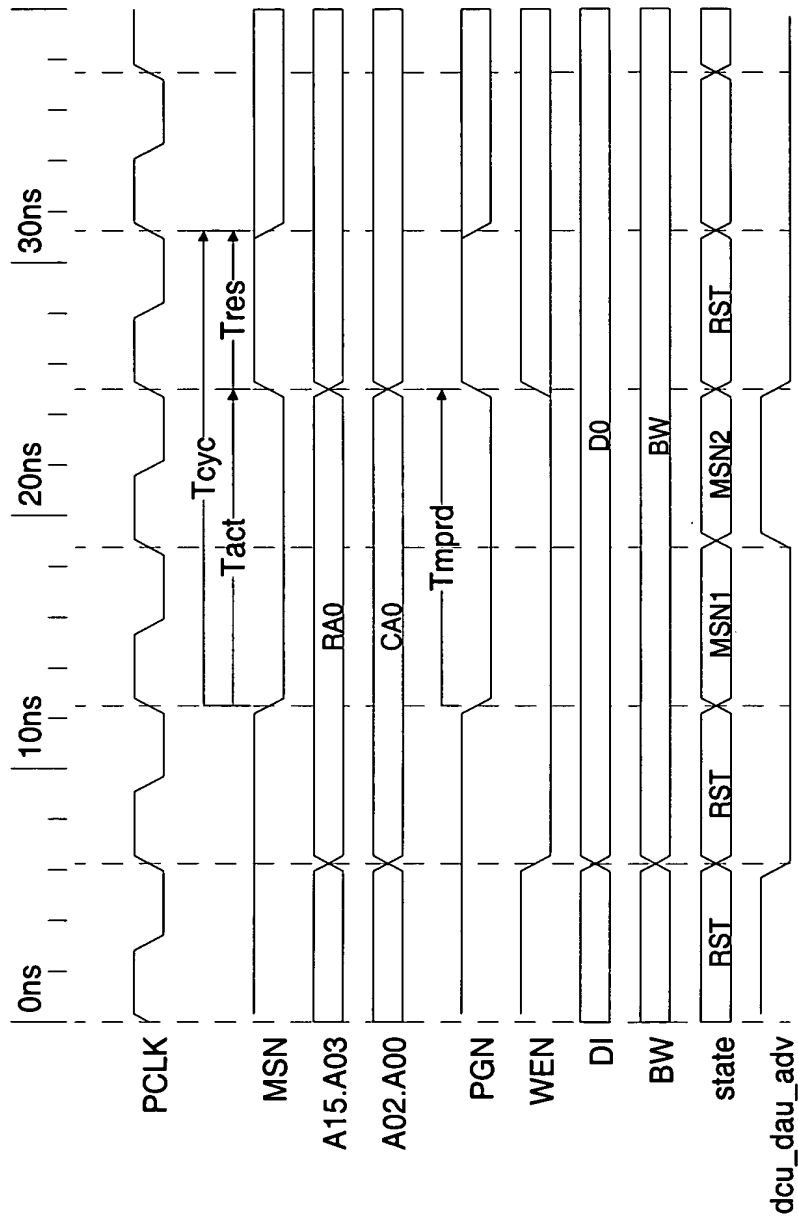 0ns 10ns 20ns 30ns
PCLK
Tcyc
Tact Tres
MSN
A15.A03 RA0
A02.A00 CA0
Tmprd
PGN
WEN
DI D0
BW BW
state RST RST MSN1 MSN2 RST
dcu_dau_adv